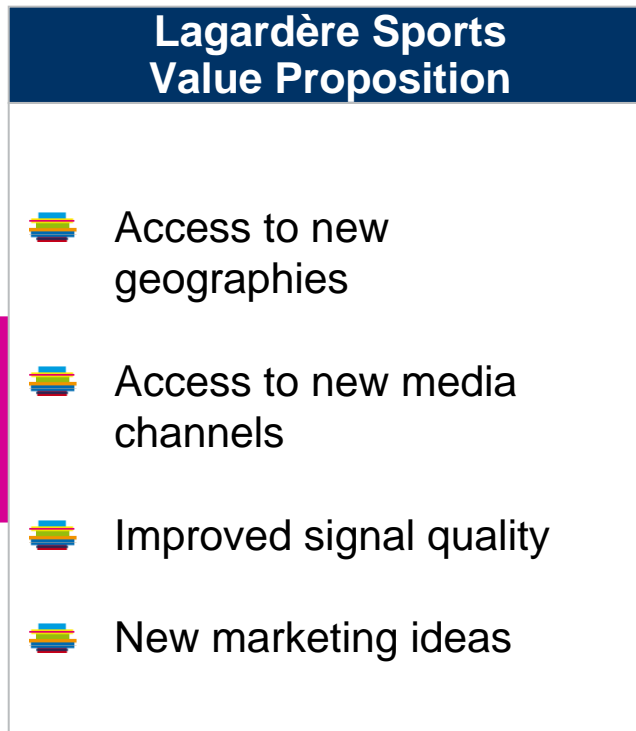 Lagardère Sports
Value Proposition
Access to new
geographies
Access to new media
channels
Improved signal quality
New marketing ideas